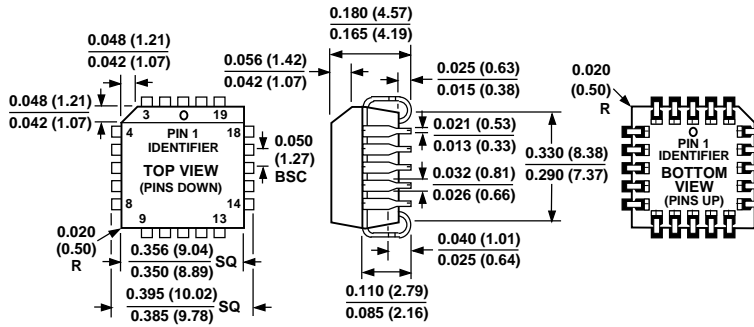 0.180 (4.57)
0.165 (4.19)
0.048 (1.21)
0.042 (1.07)
0.056 (1.42)
0.042 (1.07)
0.025 (0.63)
0.015 (0.38)
0.048 (1.21)
0.042 (1.07)
3 19
4 18
PIN 1
IDENTIFIER
TOP VIEW
(PINS DOWN)
8 14
9 13
0.050
(1.27)
BSC
0.020
(0.50)
R
0.356 (9.04)
0.350 (8.89)
SQ
0.395 (10.02)
0.385 (9.78)
SQ
0.021 (0.53)
0.013 (0.33)
0.032 (0.81)
0.026 (0.66)
0.330 (8.38)
0.290 (7.37)
0.040 (1.01)
0.025 (0.64)
0.110 (2.79)
0.085 (2.16)
0.020
(0.50)
R
PIN 1
IDENTIFIER
BOTTOM
VIEW
(PINS UP)